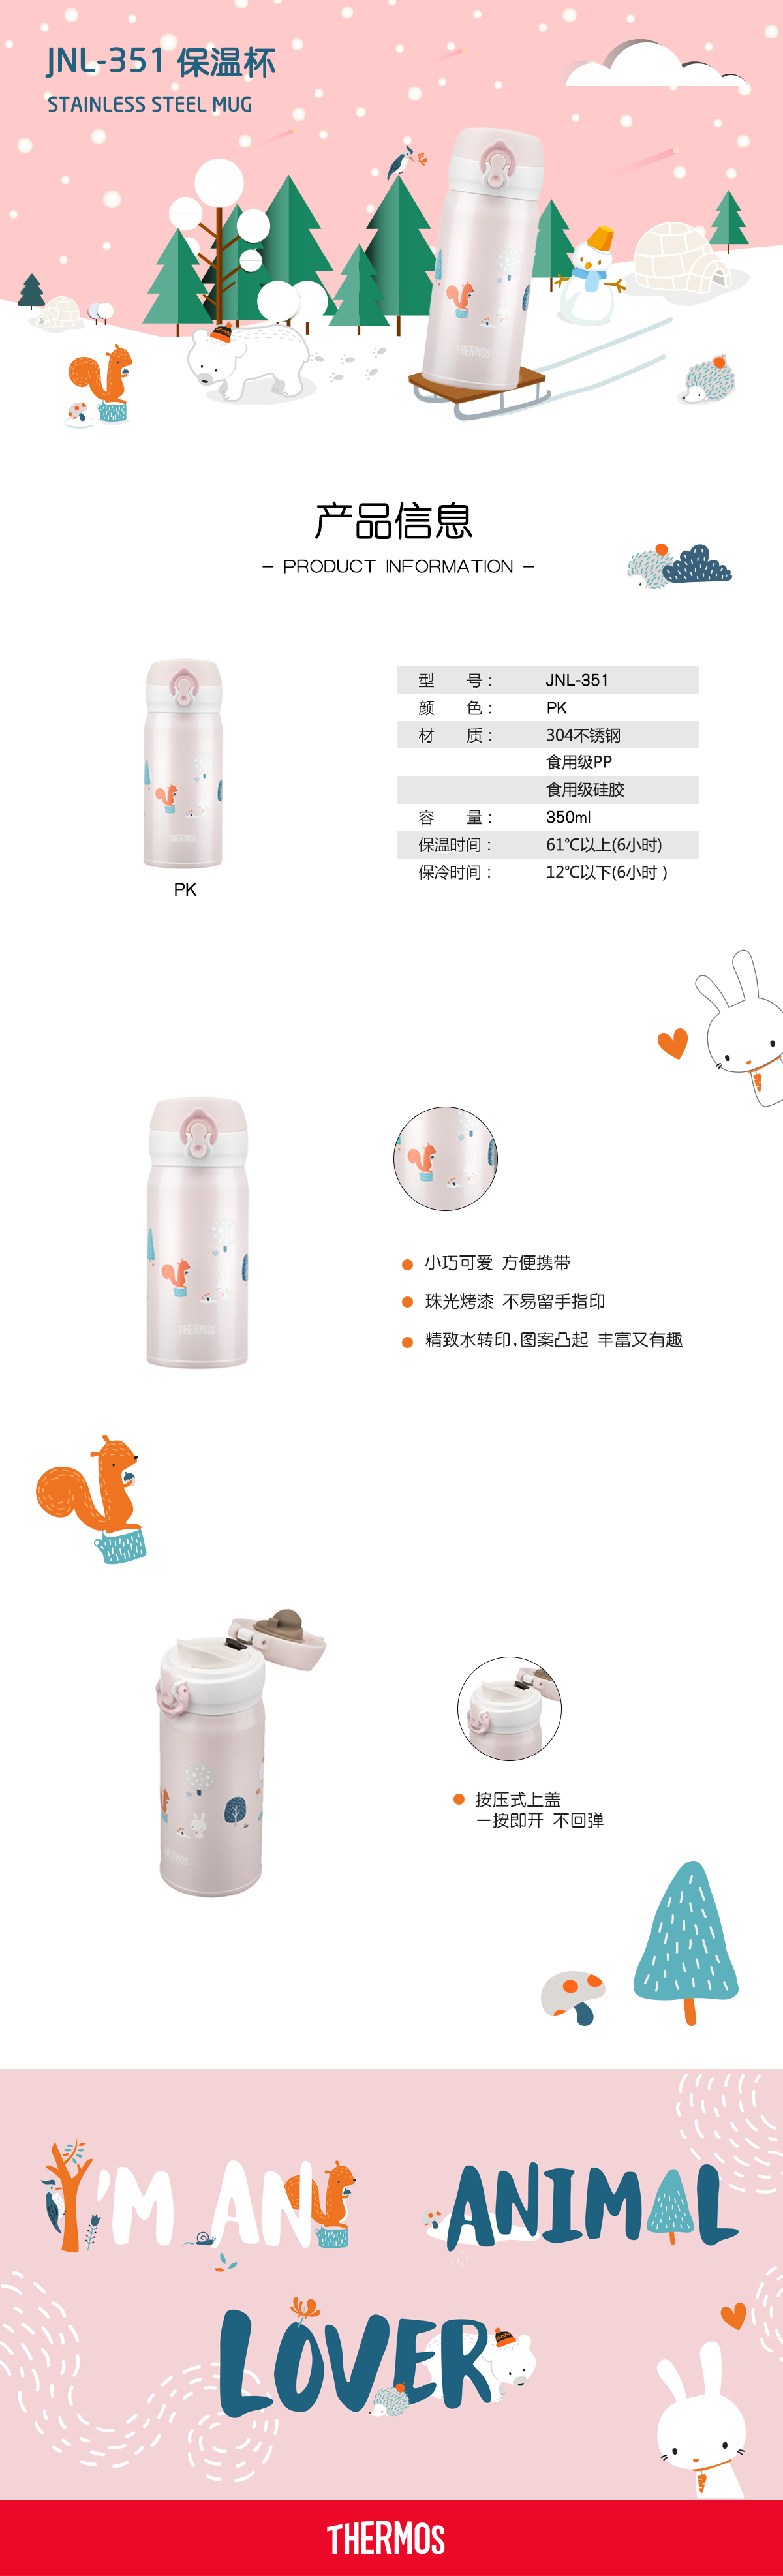 JNL-351 保温杯
STAINLESS STEEL MUG
THERMOS
产品信息
- PRODUCT INFORMATION -
THERMOS
PK
型 号： JNL-351
颜 色： PK
材 质： 304不锈钢
食用级PP
食用级硅胶
容 量： 350ml
保温时间： 61℃以上(6小时)
保冷时间： 12℃以下(6小时 )
THERMOS
小巧可爱 方便携带
珠光烤漆 不易留手指印
精致水转印,图案凸起 丰富又有趣
THERMOS
按压式上盖
一按即开 不回弹
I'M AN ANIMAL
LOVER
THERMOS